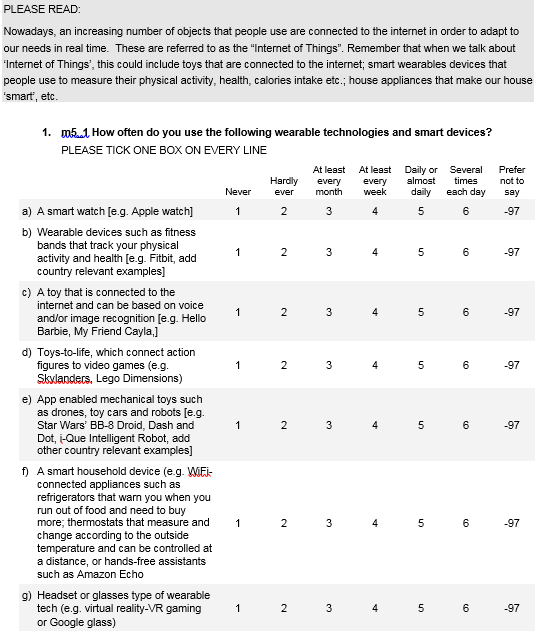 PLEASE READ:
Nowadays, an increasing number of objects that people use are connected to the internet in order to adapt to
our needs in real time.  These are referred to as the “Internet of Things”. Remember that when we talk about
‘Internet of Things’, this could include toys that are connected to the internet; smart wearables devices that
people use to measure their physical activity, health, calories intake etc.; house appliances that make our house
‘smart’, etc.
1. m5_1 How often do you use the following wearable technologies and smart devices?
PLEASE TICK ONE BOX ON EVERY LINE
Never
Hardly
ever
At least
every
month
At least
every
week
Daily or
almost
daily
Several
times
each day
Prefer
not to
say
a) A smart watch [e.g. Apple watch] 1 2 3 4 5 6 -97
b) Wearable devices such as fitness
bands that track your physical
activity and health [e.g. Fitbit, add
country relevant examples]
1 2 3 4 5 6 -97
c) A toy that is connected to the
internet and can be based on voice
and/or image recognition [e.g. Hello
Barbie, My Friend Cayla,]
1 2 3 4 5 6 -97
d) Toys-to-life, which connect action
figures to video games (e.g.
Skylanders, Lego Dimensions)
1 2 3 4 5 6 -97
e) App enabled mechanical toys such
as drones, toy cars and robots [e.g.
Star Wars’ BB-8 Droid, Dash and
Dot, i-Que Intelligent Robot, add
other country relevant examples]
1 2 3 4 5 6 -97
f) A smart household device (e.g. WiFi-
connected appliances such as
refrigerators that warn you when you
run out of food and need to buy
more; thermostats that measure and
change according to the outside
temperature and can be controlled at
a distance, or hands-free assistants
such as Amazon Echo
1 2 3 4 5 6 -97
g) Headset or glasses type of wearable
tech (e.g. virtual reality-VR gaming
or Google glass)
1 2 3 4 5 6 -97